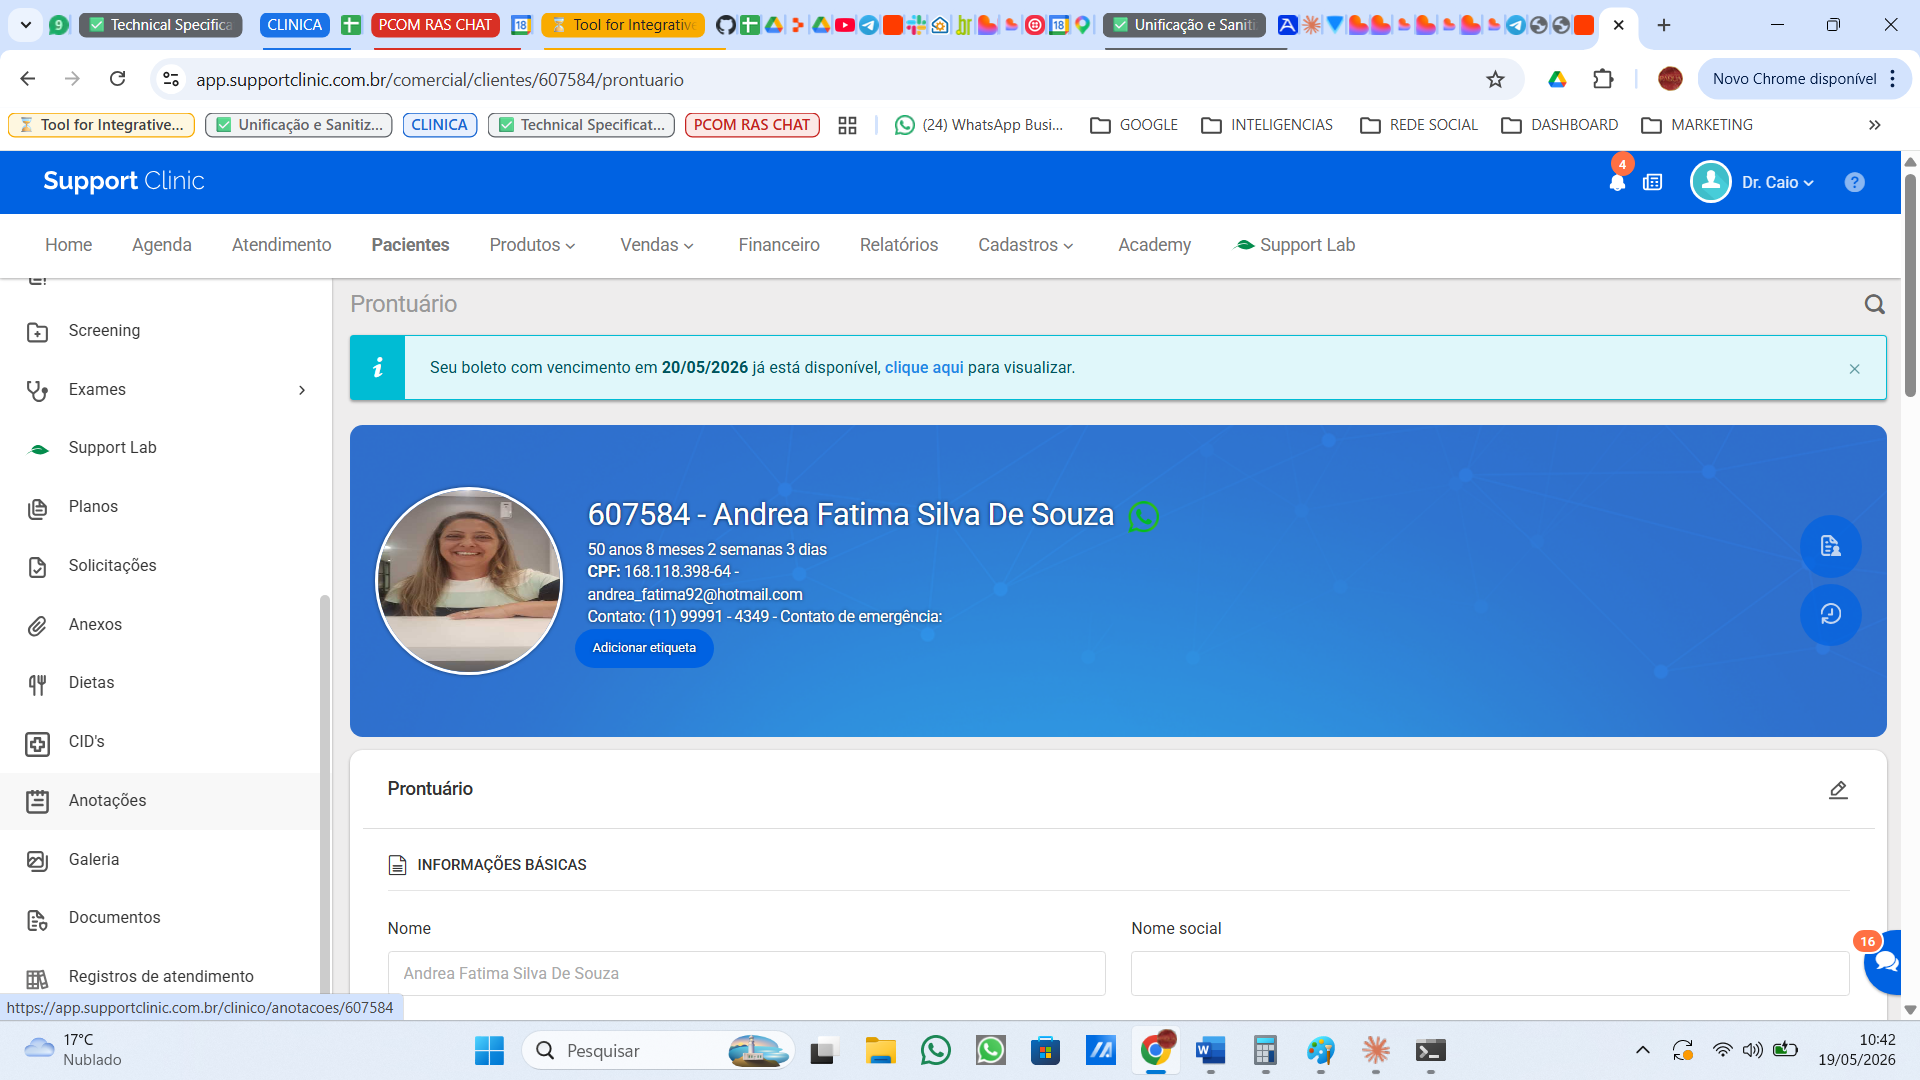 9
Technical Specifica
CLINICA
PCOM RAS CHAT
18
Tool for Integrative
18
Unificação e Saniti
app.supportclinic.com.br/comercial/clientes/607584/prontuario
Novo Chrome disponível
Tool for Integrative...
Unificação e Sanitiz...
CLINICA
Technical Specificat...
PCOM RAS CHAT
(24) WhatsApp Busi...
GOOGLE
INTELIGENCIAS
REDE SOCIAL
DASHBOARD
MARKETING
Support Clinic
4
Dr. Caio
?
Home
Agenda
Atendimento
Pacientes
Produtos
Vendas
Financeiro
Relatórios
Cadastros
Academy
Support Lab
Screening
Exames
Support Lab
Planos
Solicitações
Anexos
Dietas
CID's
Anotações
Galeria
Documentos
Registros de atendimento
Prontuário
i
Seu boleto com vencimento em 20/05/2026 já está disponível, clique aqui para visualizar.
607584 - Andrea Fatima Silva De Souza
50 anos 8 meses 2 semanas 3 dias
CPF: 168.118.398-64 -
andrea_fatima92@hotmail.com
Contato: (11) 99991 - 4349 - Contato de emergência:
Adicionar etiqueta
Prontuário
INFORMAÇÕES BÁSICAS
Nome
Nome social
Andrea Fatima Silva De Souza
16
https://app.supportclinic.com.br/clinico/anotacoes/607584
17°C
Nublado
Pesquisar
10:42
19/05/2026